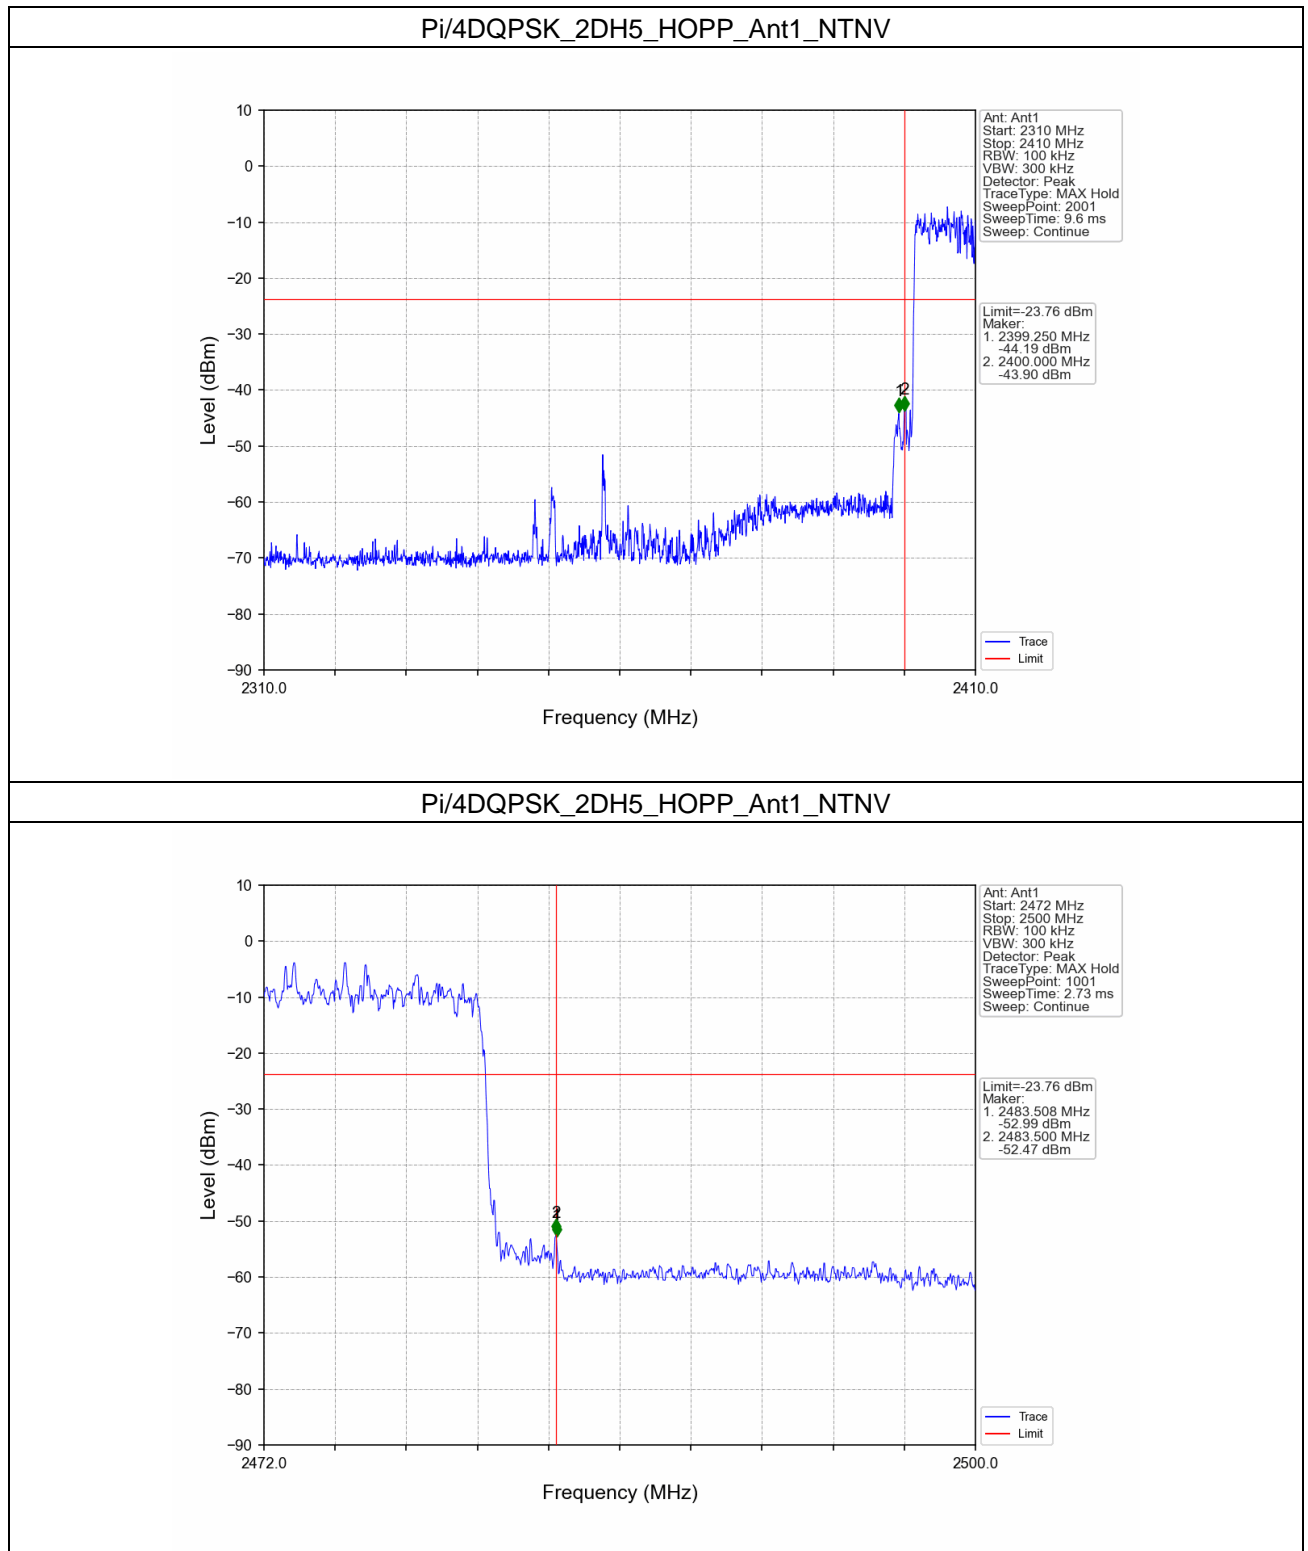 Pi/4DQPSK_2DH5_HOPP_Ant1_NTNV
10
0
−10
−20
−30
−40
−50
−60
−70
−80
−90
Level (dBm)
2310.0
2410.0
Frequency (MHz)
1
2
Ant: Ant1
Start: 2310 MHz
Stop: 2410 MHz
RBW: 100 kHz
VBW: 300 kHz
Detector: Peak
TraceType: MAX Hold
SweepPoint: 2001
SweepTime: 9.6 ms
Sweep: Continue
Limit=-23.76 dBm
Maker:
1. 2399.250 MHz
-44.19 dBm
2. 2400.000 MHz
-43.90 dBm
Trace
Limit
Pi/4DQPSK_2DH5_HOPP_Ant1_NTNV
10
0
−10
−20
−30
−40
−50
−60
−70
−80
−90
Level (dBm)
2472.0
2500.0
Frequency (MHz)
1
2
Ant: Ant1
Start: 2472 MHz
Stop: 2500 MHz
RBW: 100 kHz
VBW: 300 kHz
Detector: Peak
TraceType: MAX Hold
SweepPoint: 1001
SweepTime: 2.73 ms
Sweep: Continue
Limit=-23.76 dBm
Maker:
1. 2483.508 MHz
-52.99 dBm
2. 2483.500 MHz
-52.47 dBm
Trace
Limit